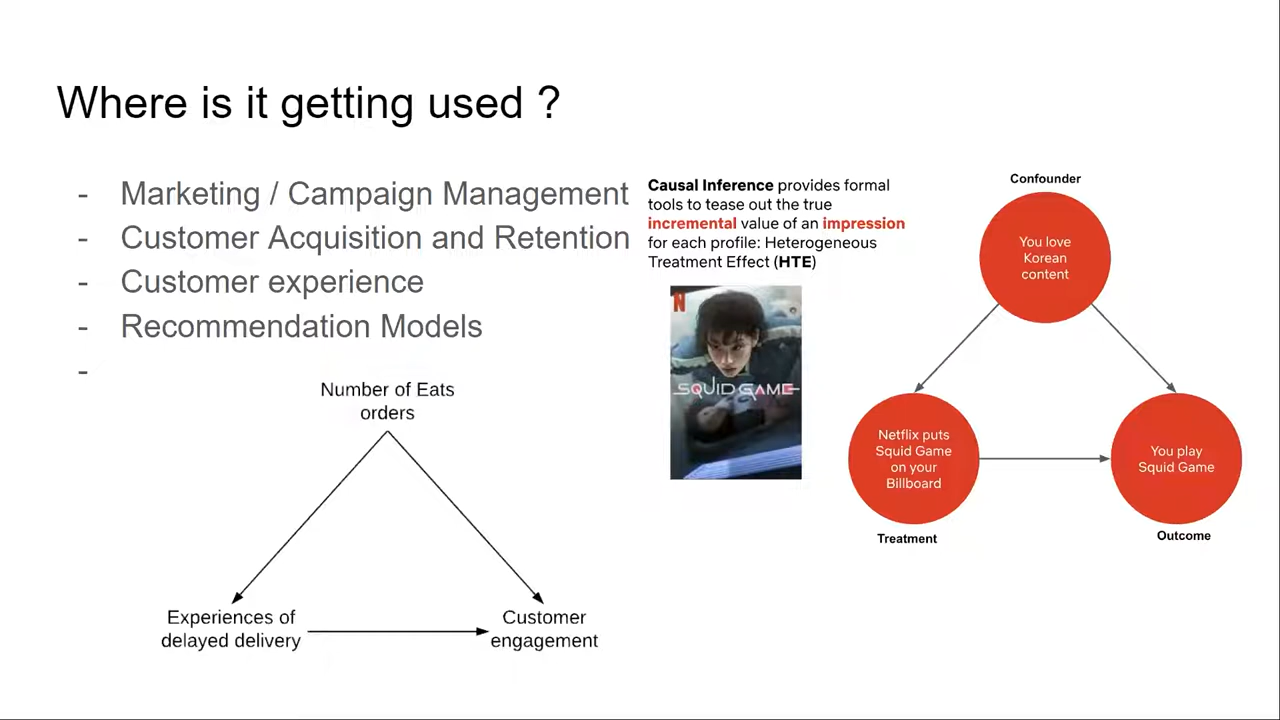 Where is it getting used ?
- Marketing / Campaign Management
- Customer Acquisition and Retention
- Customer experience
- Recommendation Models
-
Number of Eats
orders
Experiences of
delayed delivery
Customer
engagement
Causal Inference provides formal
tools to tease out the true
incremental value of an impression
for each profile: Heterogeneous
Treatment Effect (HTE)
N
SQUID GAME
Confounder
You love
Korean
content
Netflix puts
Squid Game
on your
Billboard
Treatment
You play
Squid Game
Outcome